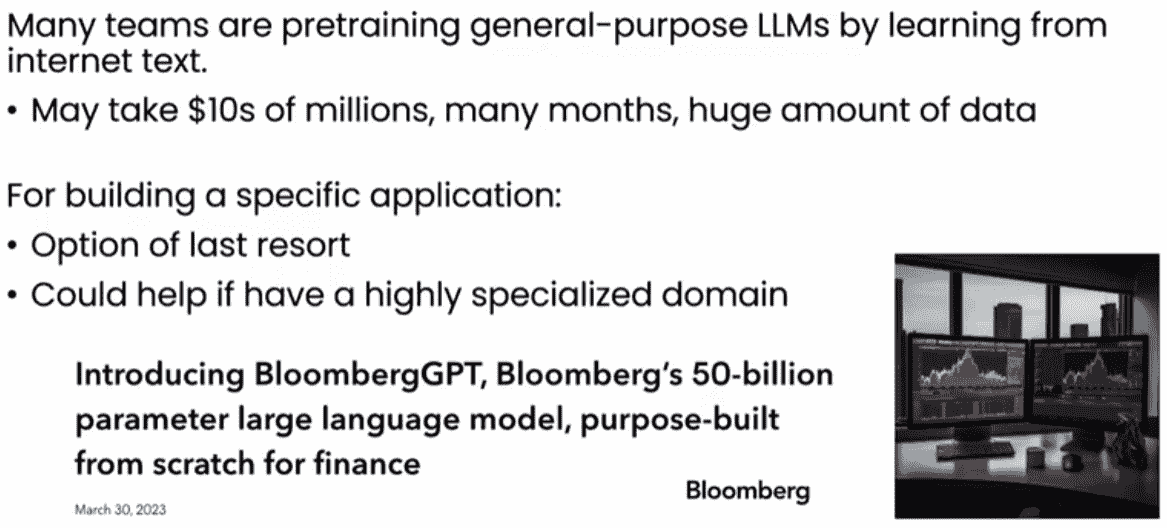 Many teams are pretraining general-purpose LLMs by learning from
internet text.
• May take $10s of millions, many months, huge amount of data
For building a specific application:
• Option of last resort
• Could help if have a highly specialized domain
Introducing BloombergGPT, Bloomberg’s 50-billion
parameter large language model, purpose-built
from scratch for finance
Bloomberg
March 30, 2023